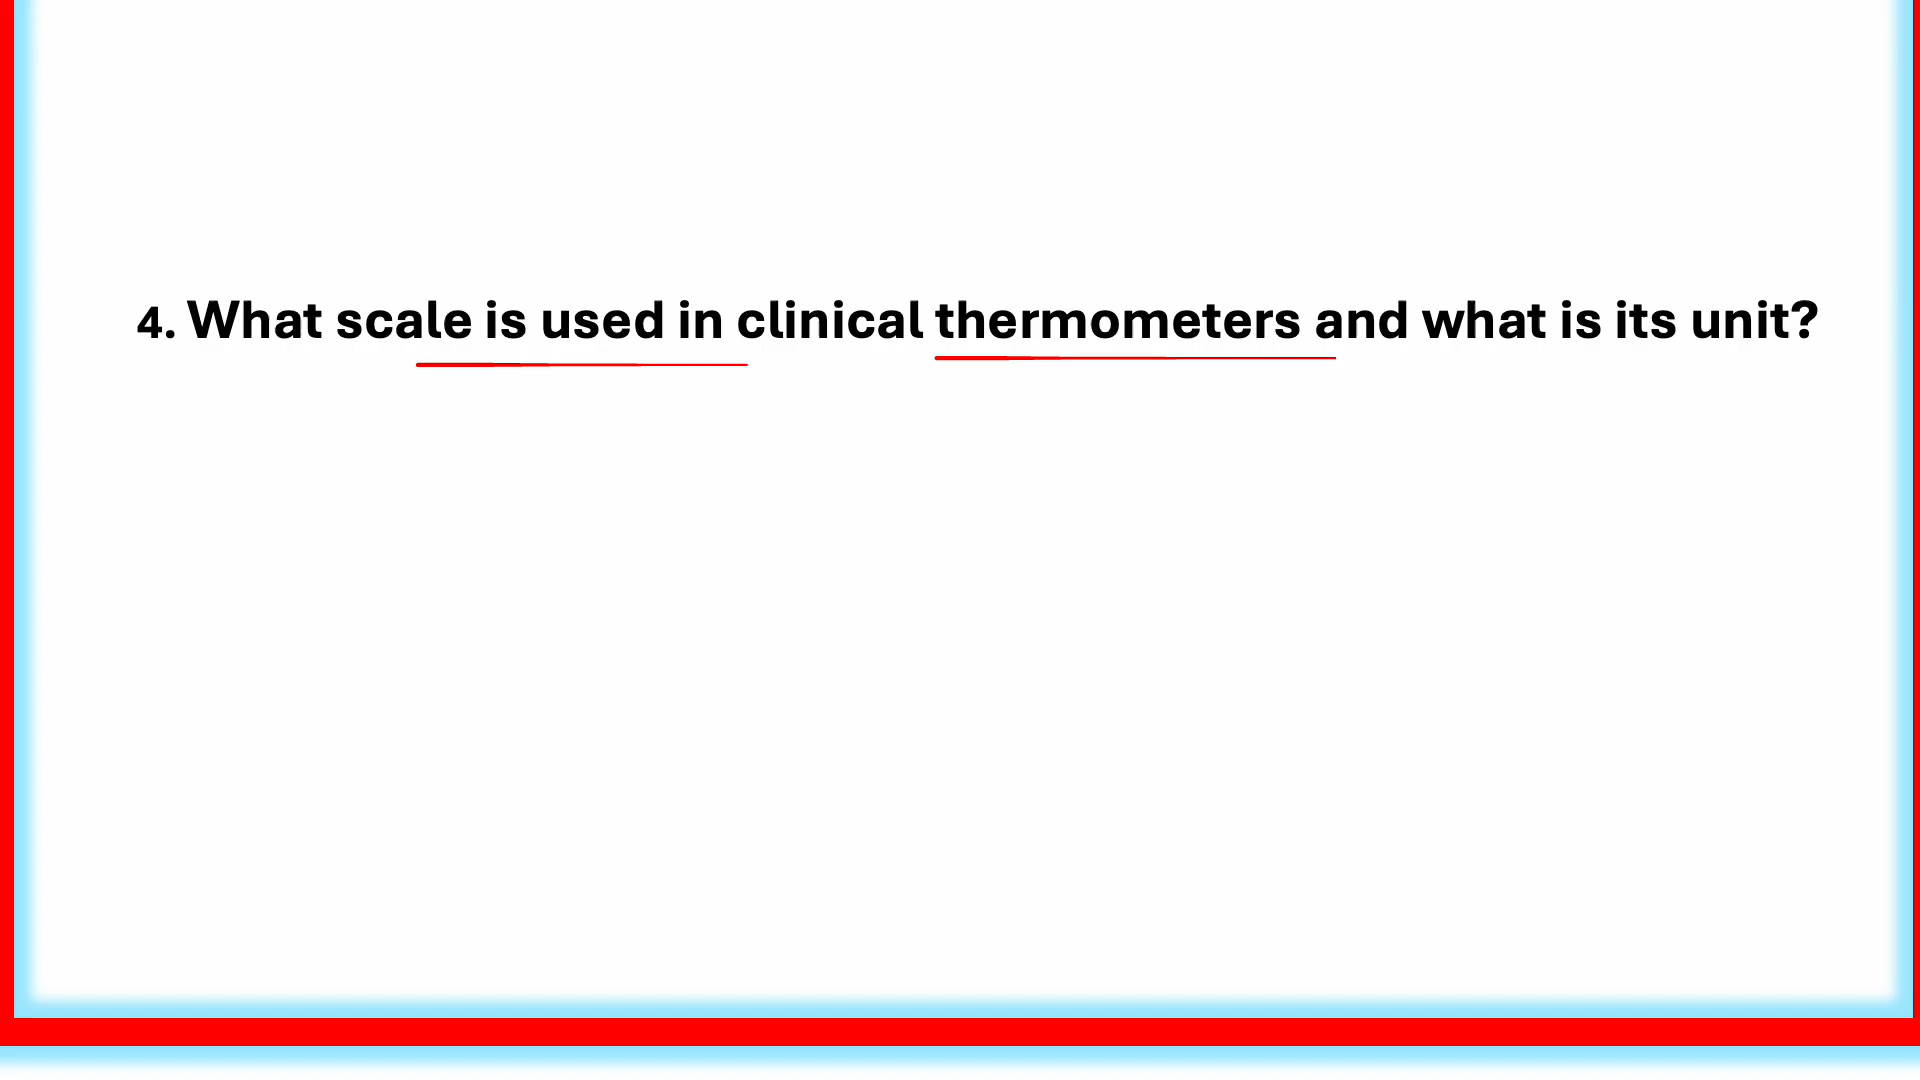 4. What scale is used in clinical thermometers and what is its unit?